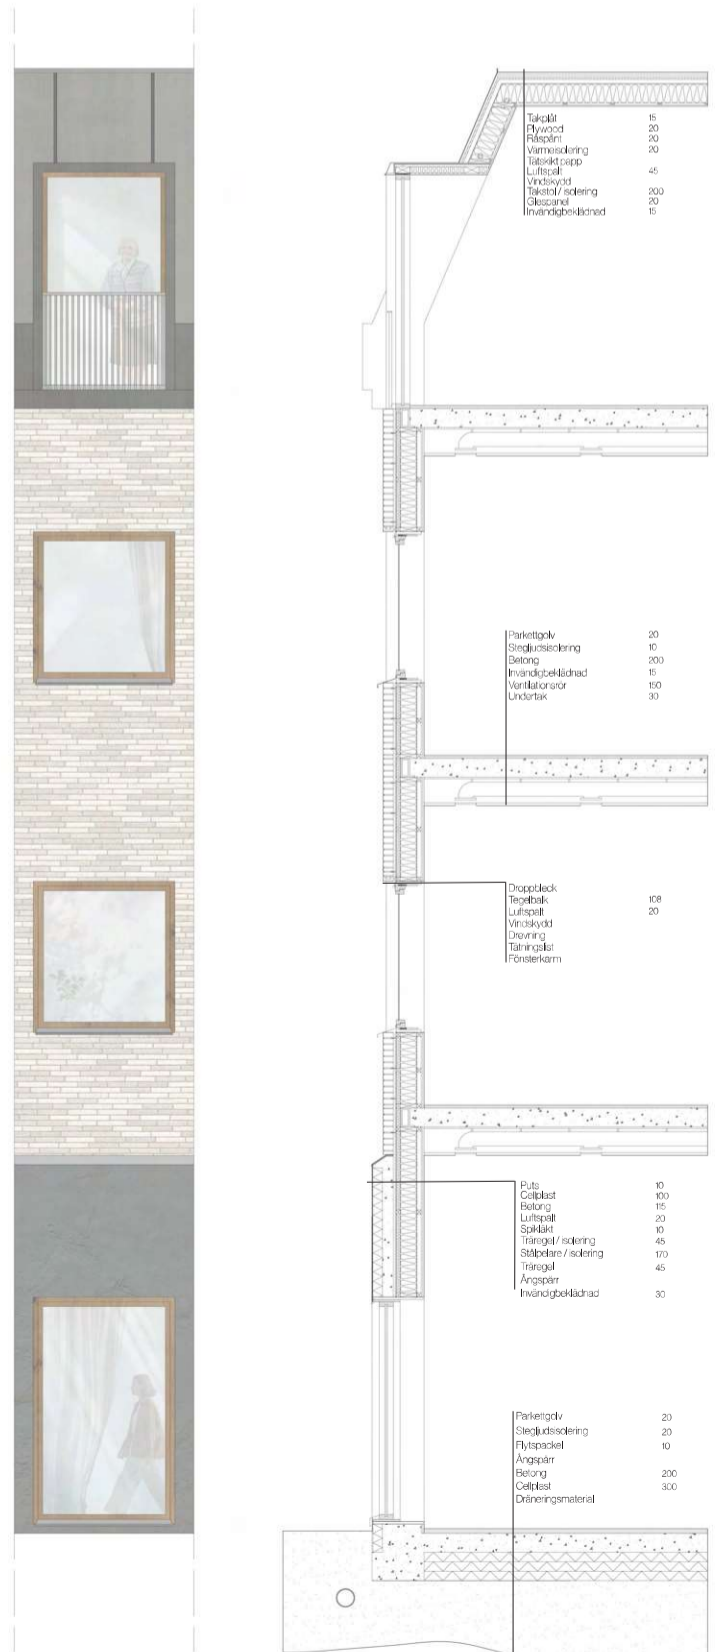 Takplåt 15
Plywood 20
Råspånt 20
Värmeisolering 20
Tätskikt papp
Luftspalt 45
Vindskydd
Takstol / isolering 200
Glespanel 20
Invändigbeklädnad 15
Parkettgolv 20
Stegljudsisolering 10
Betong 200
Invändigbeklädnad 15
Ventilationsrör 150
Undertak 30
Droppbleck
Tegelbalk 108
Luftspalt 20
Vindskydd
Drevning
Tätningslist
Fönsterkarm
Puts 10
Cellplast 100
Betong 115
Luftspalt 20
Spikläkt 10
Träregel / isolering 45
Stålpelare / isolering 170
Träregel 45
Ångspärr
Invändigbeklädnad 30
Parkettgolv 20
Stegljudsisolering 20
Flytspackel 10
Ångspärr
Betong 200
Cellplast 300
Dräneringsmaterial